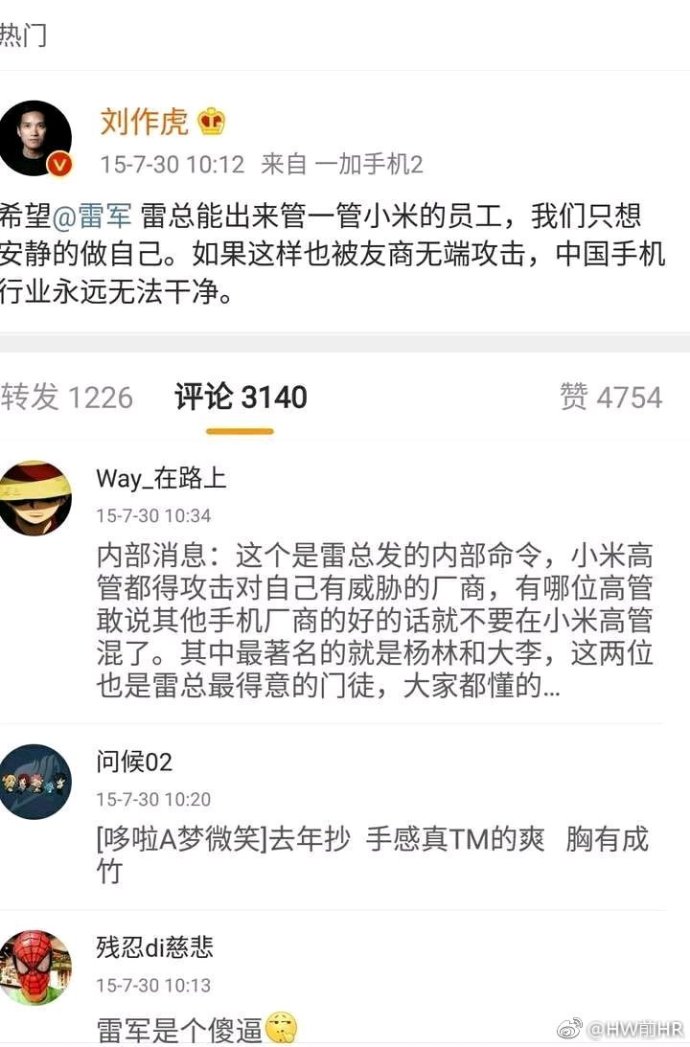 热门
刘作虎
15-7-30 10:12 来自 一加手机2
希望@雷军 雷总能出来管一管小米的员工，我们只想
安静的做自己。如果这样也被友商无端攻击，中国手机
行业永远无法干净。
转发 1226 评论 3140 赞 4754
Way_在路上
15-7-30 10:34
内部消息：这个是雷总发的内部命令，小米高
管都得攻击对自己有威胁的厂商，有哪位高管
敢说其他手机厂商的好的话就不要在小米高管
混了。其中最著名的就是杨林和大李，这两位
也是雷总最得意的门徒，大家都懂的...
问候02
15-7-30 10:20
[哆啦A梦微笑]去年抄 手感真TM的爽 胸有成
竹
残忍di慈悲
15-7-30 10:13
雷军是个傻逼
@HW前HR